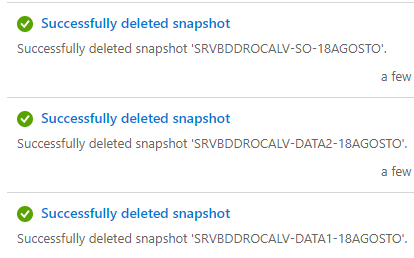 Successfully deleted snapshot
Successfully deleted snapshot 'SRVBDDROCALV-SO-18AGOSTO'.
a few
Successfully deleted snapshot
Successfully deleted snapshot 'SRVBDDROCALV-DATA2-18AGOSTO'.
a few
Successfully deleted snapshot
Successfully deleted snapshot 'SRVBDDROCALV-DATA1-18AGOSTO'.